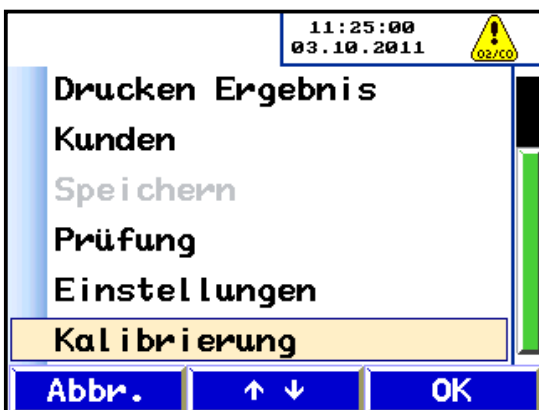 11:25:00
03.10.2011
O2/CO
Drucken Ergebnis
Kunden
Speichern
Prüfung
Einstellungen
Kalibrierung
Abbr. ↑ ↓ OK